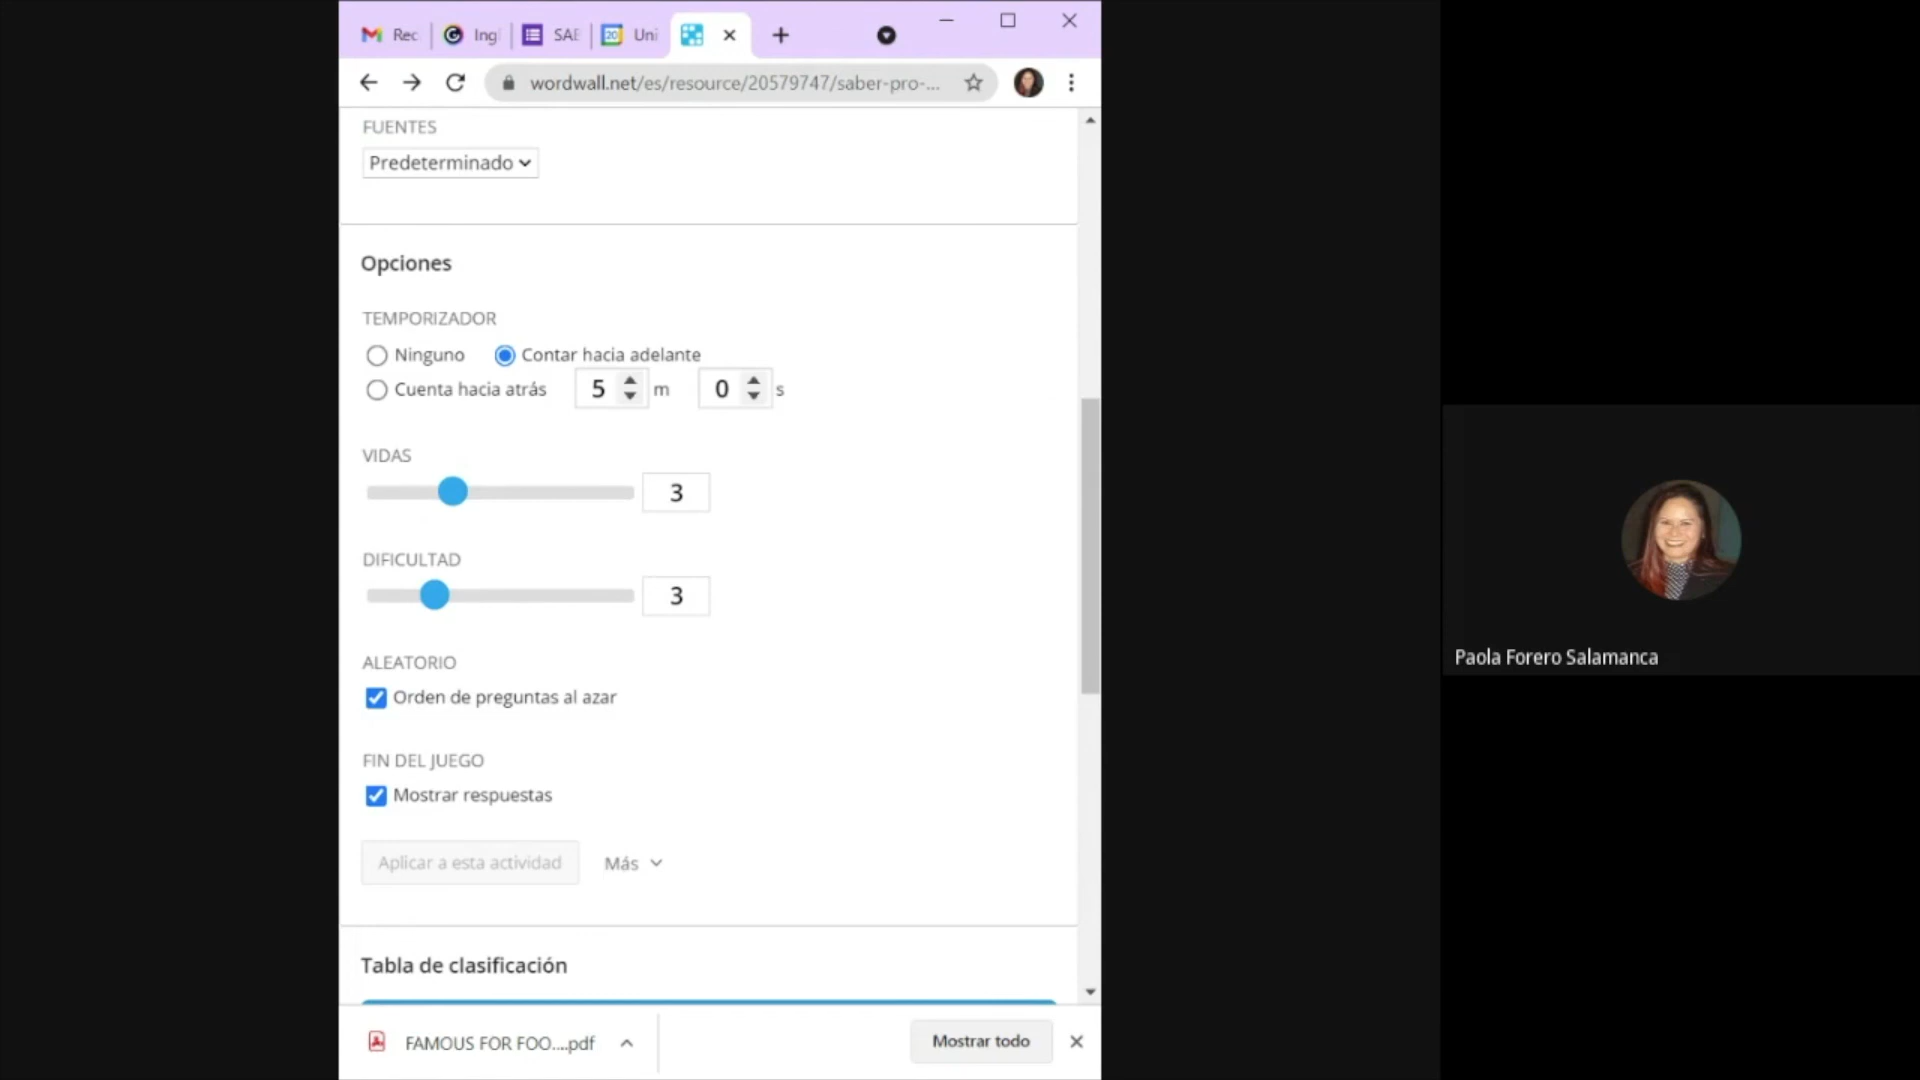 Rec
Ing
SAB
Uni
wordwall.net/es/resource/20579747/saber-pro-...
FUENTES
Predeterminado
Opciones
TEMPORIZADOR
Ninguno
Contar hacia adelante
Cuenta hacia atrás
5
m
0
s
VIDAS
3
DIFICULTAD
3
ALEATORIO
Orden de preguntas al azar
FIN DEL JUEGO
Mostrar respuestas
Aplicar a esta actividad
Más
Tabla de clasificación
FAMOUS FOR FOO....pdf
Mostrar todo
Paola Forero Salamanca